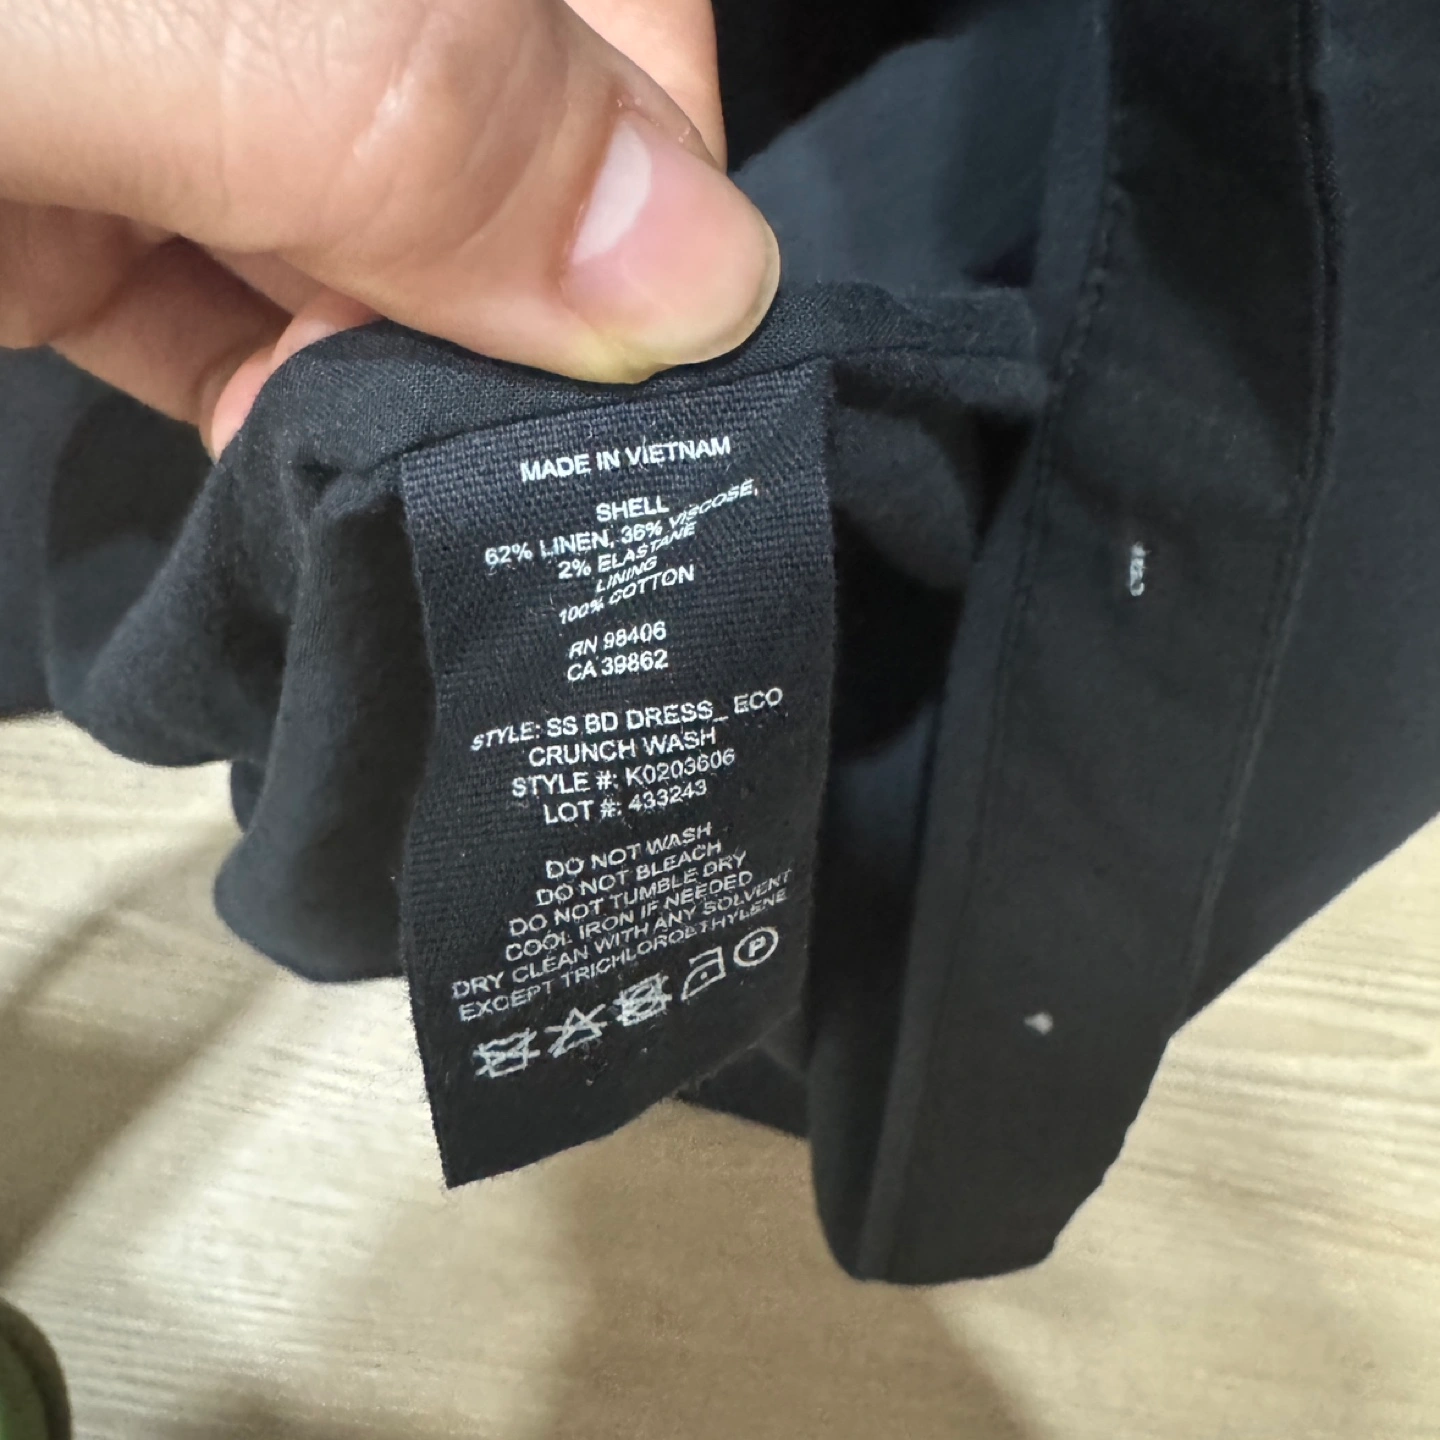 MADE IN VIETNAM
SHELL
62% LINEN, 36% VISCOSE,
2% ELASTANE
LINING
100% COTTON
RN 98406
CA 39862
STYLE: SS BD DRESS_ ECO
CRUNCH WASH
STYLE #: K0203606
LOT #: 433243
DO NOT WASH
DO NOT BLEACH
DO NOT TUMBLE DRY
COOL IRON IF NEEDED
DRY CLEAN WITH ANY SOLVENT
EXCEPT TRICHLOROETHYLENE
P